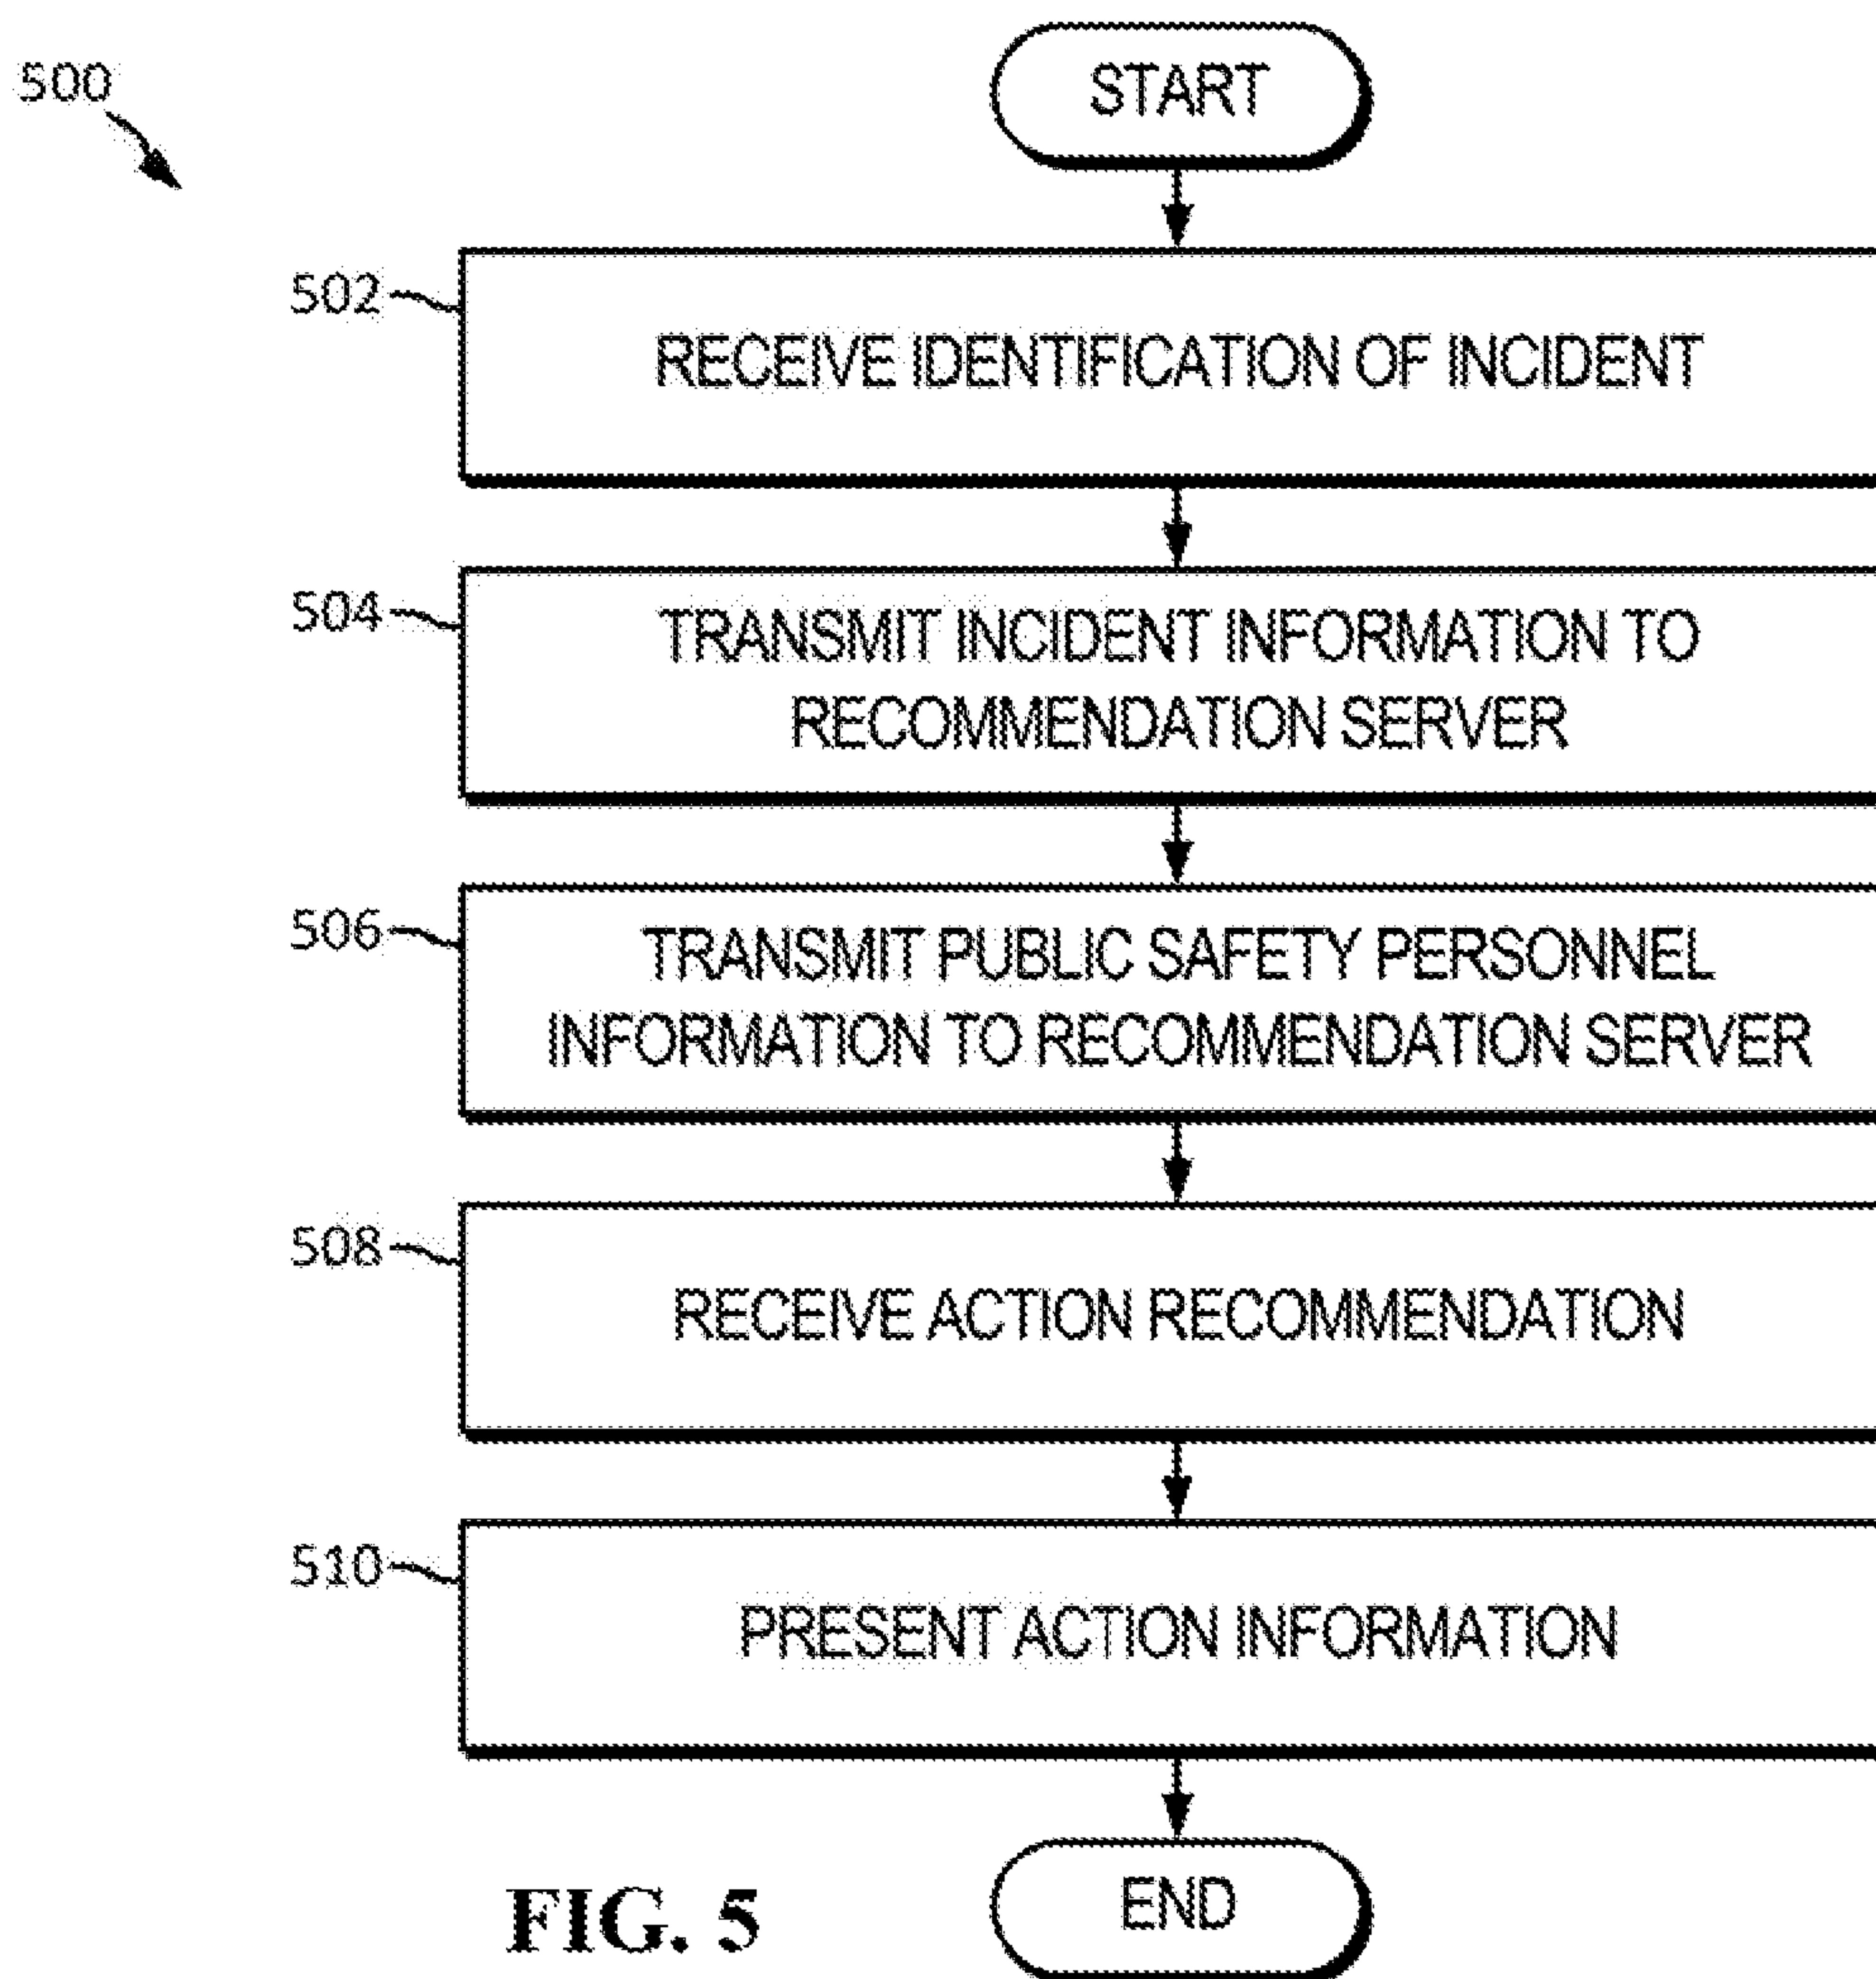 500
START
502
RECEIVE IDENTIFICATION OF INCIDENT
504
TRANSMIT INCIDENT INFORMATION TO
RECOMMENDATION SERVER
506
TRANSMIT PUBLIC SAFETY PERSONNEL
INFORMATION TO RECOMMENDATION SERVER
508
RECEIVE ACTION RECOMMENDATION
510
PRESENT ACTION INFORMATION
END
FIG. 5